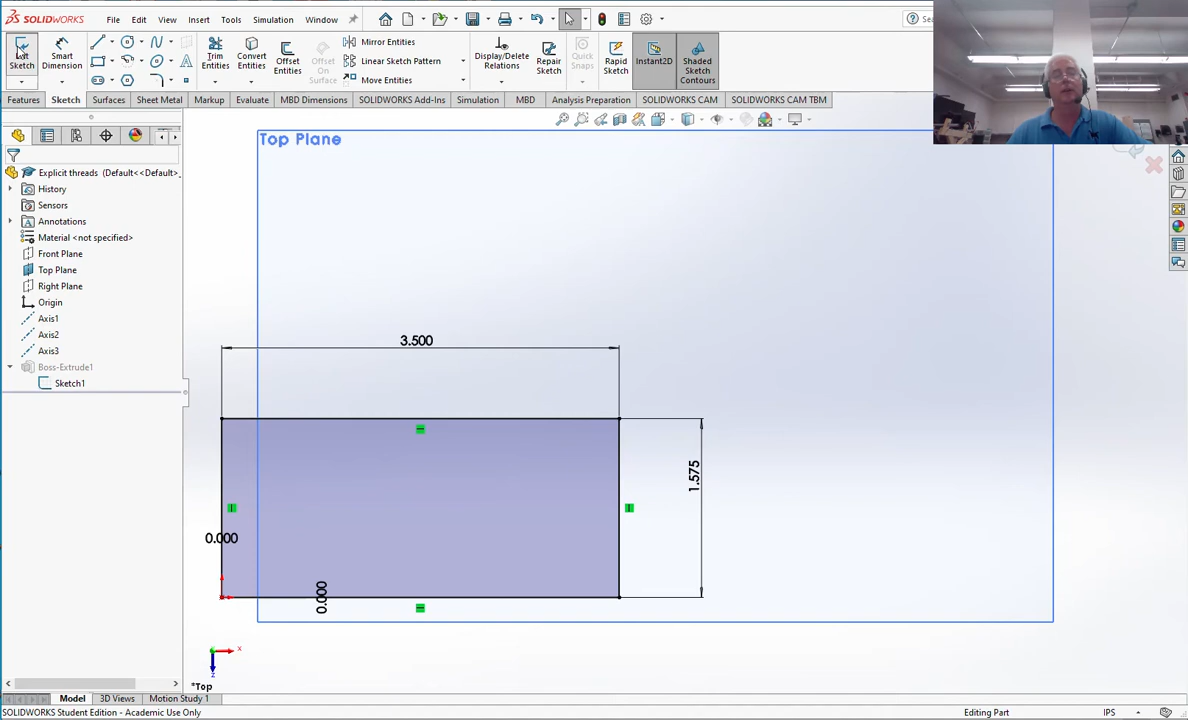 SOLIDWORKS File Edit View Insert Tools Simulation Window
Exit Sketch
Smart Dimension
Trim Entities
Convert Entities
Offset Entities
Offset On Surface
Mirror Entities
Linear Sketch Pattern
Move Entities
Display/Delete Relations
Repair Sketch
Quick Snaps
Rapid Sketch
Instant2D
Shaded Sketch Contours
Features Sketch Surfaces Sheet Metal Markup Evaluate MBD Dimensions SOLIDWORKS Add-Ins Simulation MBD Analysis Preparation SOLIDWORKS CAM SOLIDWORKS CAM TBM
Top Plane
Explicit threads (Default<<Default>_
History
Sensors
Annotations
Material <not specified>
Front Plane
Top Plane
Right Plane
Origin
Axis1
Axis2
Axis3
Boss-Extrude1
Sketch1
3.500
1.575
0.000
0.000
x
z
*Top
Model 3D Views Motion Study 1
SOLIDWORKS Student Edition - Academic Use Only Editing Part IPS